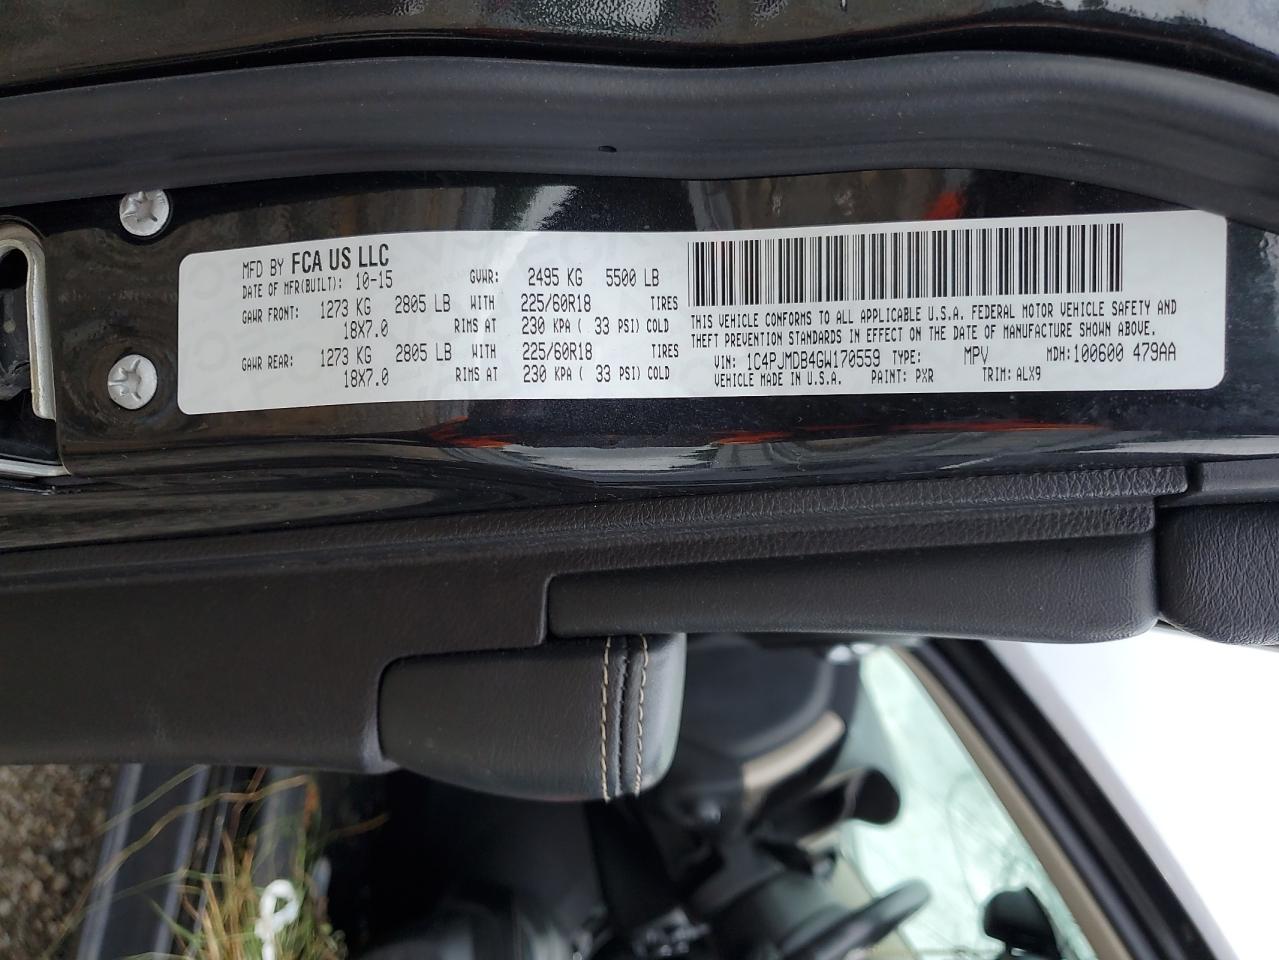 MFD BY FCA US LLC
DATE OF MFR(BUILT): 10-15 GVWR: 2495 KG 5500 LB
GAWR FRONT: 1273 KG 2805 LB WITH 225/60R18 TIRES
18X7.0 RIMS AT 230 KPA ( 33 PSI) COLD
GAWR REAR: 1273 KG 2805 LB WITH 225/60R18 TIRES
18X7.0 RIMS AT 230 KPA ( 33 PSI) COLD
THIS VEHICLE CONFORMS TO ALL APPLICABLE U.S.A. FEDERAL MOTOR VEHICLE SAFETY AND
THEFT PREVENTION STANDARDS IN EFFECT ON THE DATE OF MANUFACTURE SHOWN ABOVE.
VIN: 1C4PJMDB4GW170559 TYPE: MPV MDH:100600 479AA
VEHICLE MADE IN U.S.A. PAINT: PXR TRIM: ALX9